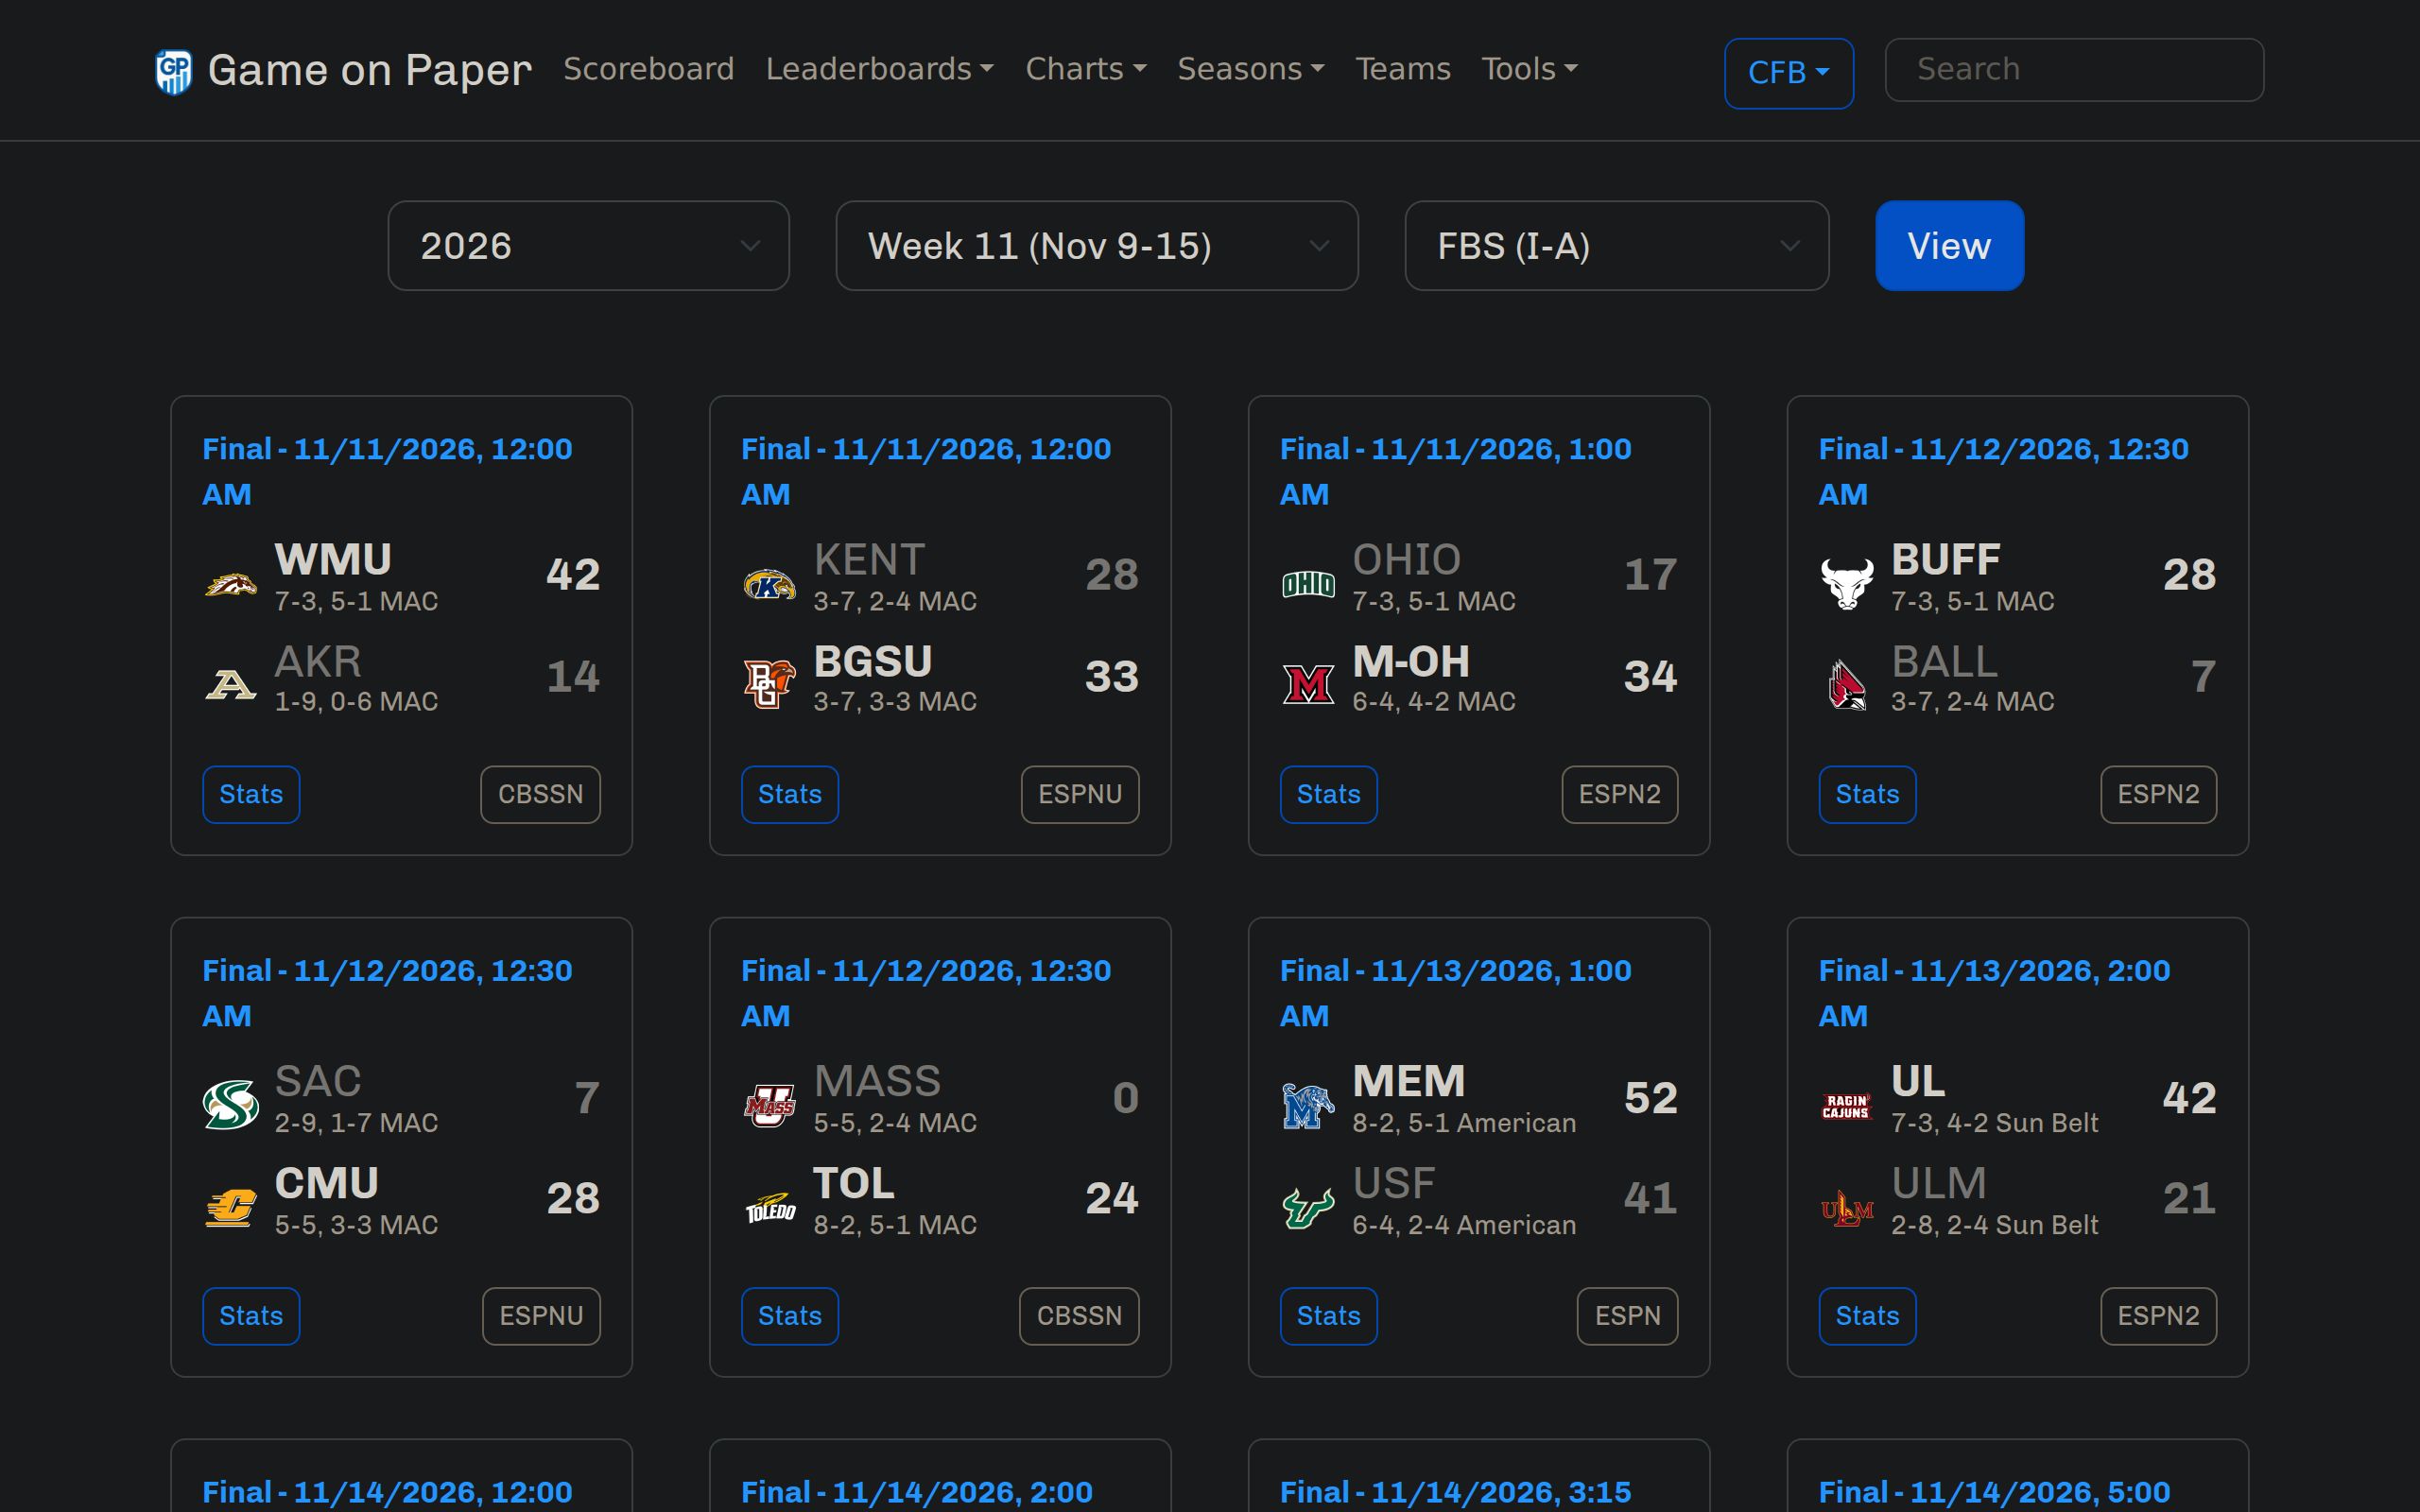 GP Game on Paper Scoreboard Leaderboards Charts Seasons Teams Tools CFB Search
2026 Week 11 (Nov 9-15) FBS (I-A) View
Final - 11/11/2026, 12:00 AM
WMU 42
7-3, 5-1 MAC
AKR 14
1-9, 0-6 MAC
Stats CBSSN
Final - 11/11/2026, 12:00 AM
KENT 28
3-7, 2-4 MAC
BGSU 33
3-7, 3-3 MAC
Stats ESPNU
Final - 11/11/2026, 1:00 AM
OHIO OHIO 17
7-3, 5-1 MAC
M-OH 34
6-4, 4-2 MAC
Stats ESPN2
Final - 11/12/2026, 12:30 AM
BUFF 28
7-3, 5-1 MAC
BALL 7
3-7, 2-4 MAC
Stats ESPN2
Final - 11/12/2026, 12:30 AM
SAC 7
2-9, 1-7 MAC
CMU 28
5-5, 3-3 MAC
Stats ESPNU
Final - 11/12/2026, 12:30 AM
MASS MASS 0
5-5, 2-4 MAC
TOLEDO TOL 24
8-2, 5-1 MAC
Stats CBSSN
Final - 11/13/2026, 1:00 AM
MEM 52
8-2, 5-1 American
USF 41
6-4, 2-4 American
Stats ESPN
Final - 11/13/2026, 2:00 AM
RAGIN' CAJUNS UL 42
7-3, 4-2 Sun Belt
ULM ULM 21
2-8, 2-4 Sun Belt
Stats ESPN2
Final - 11/14/2026, 12:00
Final - 11/14/2026, 2:00
Final - 11/14/2026, 3:15
Final - 11/14/2026, 5:00